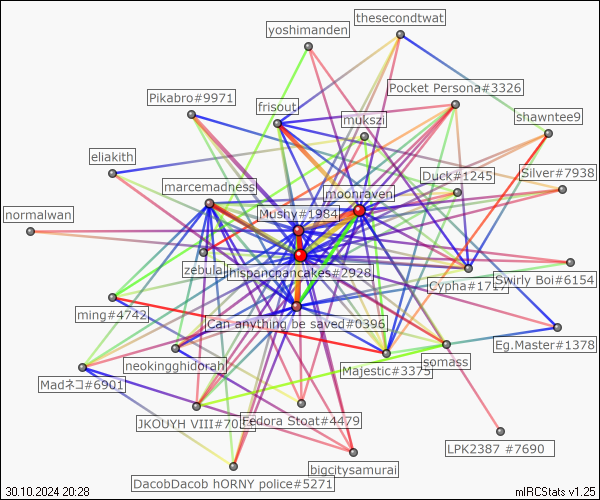 thesecondtwat
yoshimanden
Pocket Persona#3326
Pikabro#9971
frisout
mukszi
shawntee9
eliakith
Duck#1245
Silver#7938
marcemadness
moonraven
Mushy#1984
normalwan
zebula
hispancpancakes#2928
Cypha#1717
Swirly Boi#6154
ming#4742
Can anything be saved#0396
Eg.Master#1378
neokingghidorah
Majestic#3375
somass
Madネコ#6901
JKOUYH VIII#70
Fedora Stoat#4479
LPK2387 #7690
bigcitysamurai
DacobDacob hORNY police#5271
30.10.2024 20:28
mIRCStats v1.25